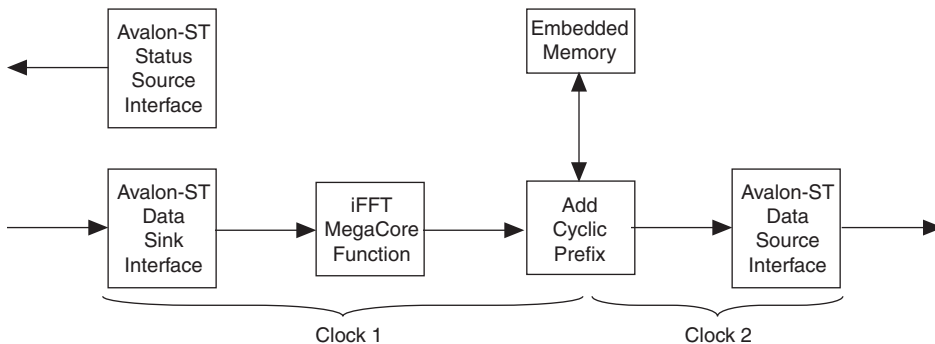 Avalon-ST
Status
Source
Interface
Embedded
Memory
Avalon-ST
Data
Sink
Interface
iFFT
MegaCore
Function
Add
Cyclic
Prefix
Avalon-ST
Data
Source
Interface
Clock 1
Clock 2